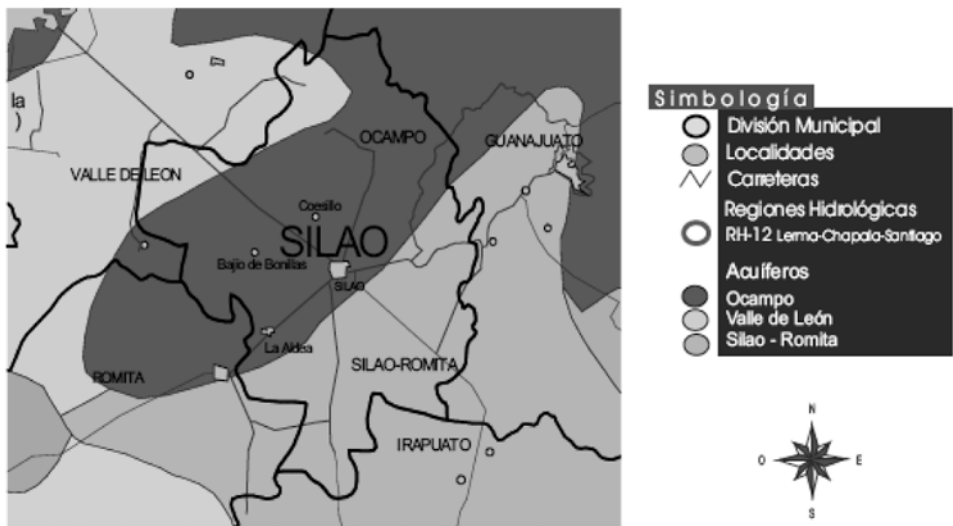 la
)
VALLE DE LEON
OCAMPO
GUANAJUATO
Coesillo
SILAO
Bajio de Bonillas
SILAO
La Aldea
ROMITA
SILAO-ROMITA
IRAPUATO
Simbología
División Municipal
Localidades
Carreteras
Regiones Hidrológicas
RH-12 Lerma-Chapala-Santiago
Acuíferos
Ocampo
Valle de León
Silao - Romita
N
O
E
S